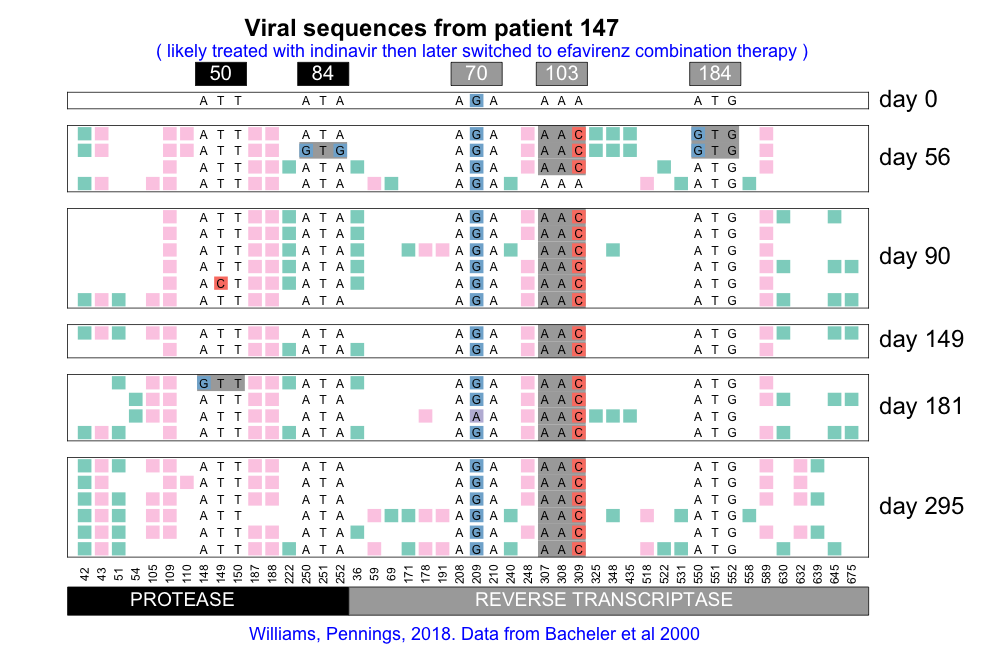 Viral sequences from patient 147
( likely treated with indinavir then later switched to efavirenz combination therapy )
50 84 70 103 184
A T T A T A A G A A A A A T G day 0
A T T A T A A G A A A C G T G
A T T G T G A G A A A C G T G
day 56
A T T A T A A G A A A C A T G
A T T A T A A G A A A A A T G
A T T A T A A G A A A C A T G
A T T A T A A G A A A C A T G
A T T A T A A G A A A C A T G
day 90
A T T A T A A G A A A C A T G
A C T A T A A G A A A C A T G
A T T A T A A G A A A C A T G
A T T A T A A G A A A C A T G
day 149
A T T A T A A G A A A C A T G
G T T A T A A G A A A C A T G
A T T A T A A G A A A C A T G
day 181
A T T A T A A A A A A C A T G
A T T A T A A G A A A C A T G
A T T A T A A G A A A C A T G
A T T A T A A G A A A C A T G
A T T A T A A G A A A C A T G
day 295
A T T A T A A G A A A C A T G
A T T A T A A G A A A C A T G
A T T A T A A G A A A C A T G
42 43 51 54 105 109 110 148 149 150 187 188 222 250 251 252 36 59 69 171 178 191 208 209 210 240 248 307 308 309 325 348 435 518 522 531 550 551 552 558 589 630 632 639 645 675
PROTEASE REVERSE TRANSCRIPTASE
Williams, Pennings, 2018. Data from Bacheler et al 2000